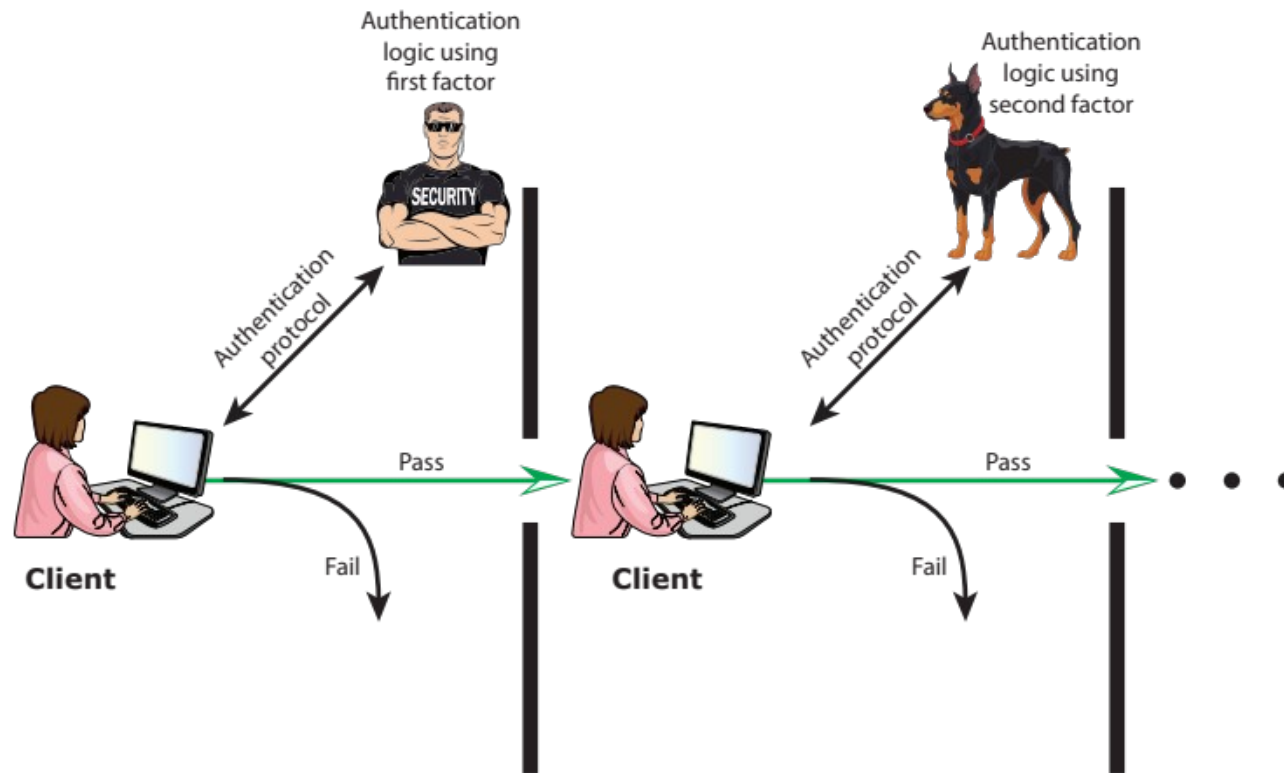 Authentication
logic using
first factor
SECURITY
Authentication
protocol
Pass
Fail
Client
Authentication
logic using
second factor
Authentication
protocol
Pass
Fail
Client